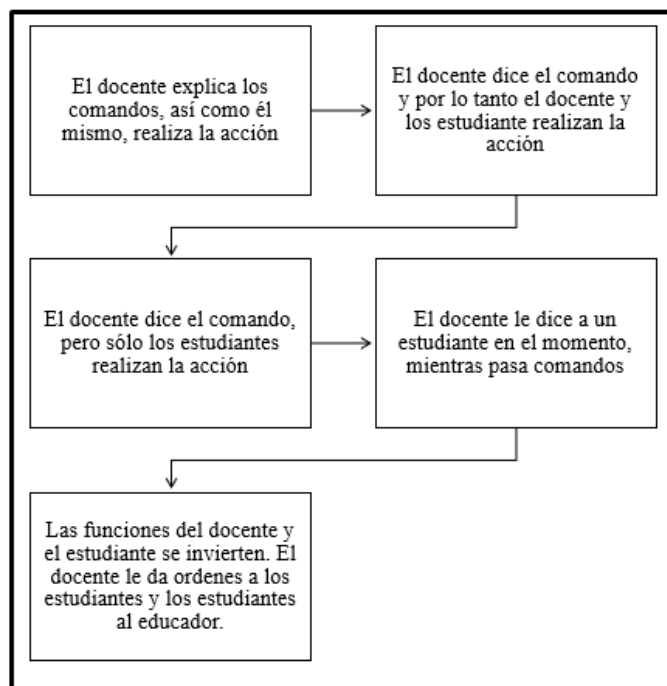 El docente explica los
comandos, así como él
mismo, realiza la acción
El docente dice el comando
y por lo tanto el docente y
los estudiante realizan la
acción
El docente dice el comando,
pero sólo los estudiantes
realizan la acción
El docente le dice a un
estudiante en el momento,
mientras pasa comandos
Las funciones del docente y
el estudiante se invierten. El
docente le da ordenes a los
estudiantes y los estudiantes
al educador.